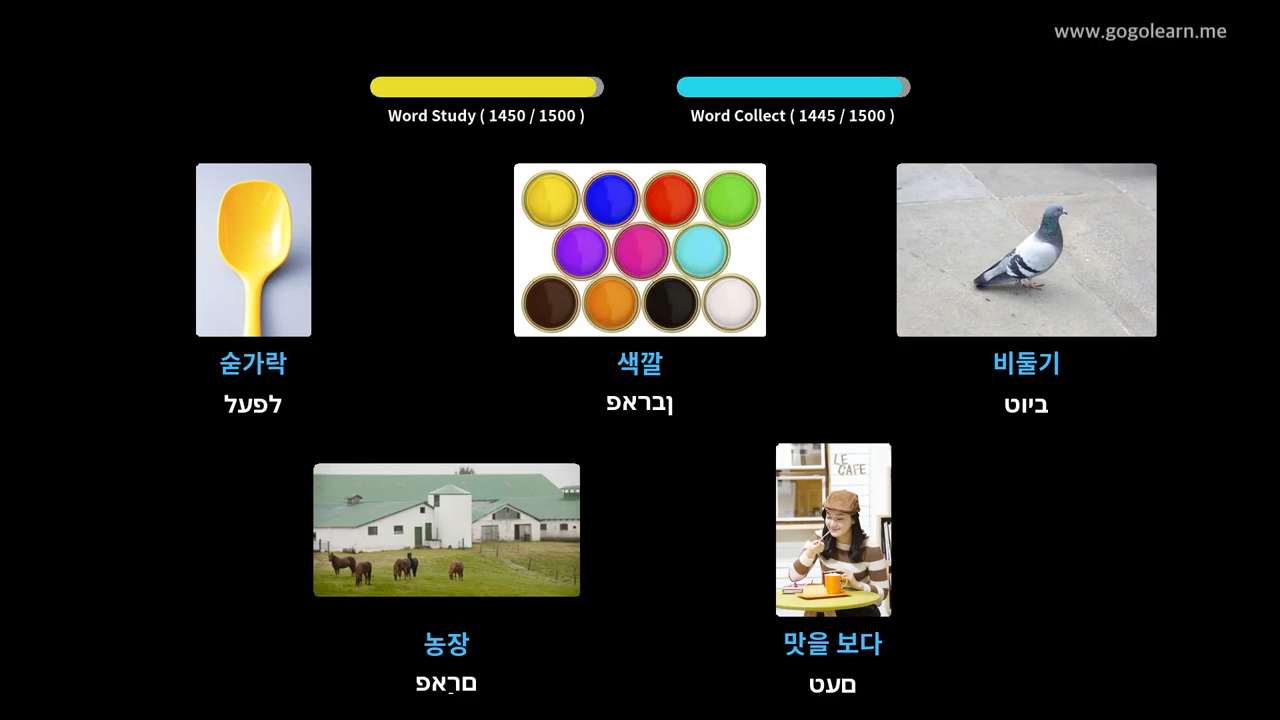 www.gogolearn.me
Word Study ( 1450 / 1500 )
Word Collect ( 1445 / 1500 )
숟가락
색깔
비둘기
לפעל
ןבראפ
ביוט
농장
맛을 보다
םרַאפ
םעט